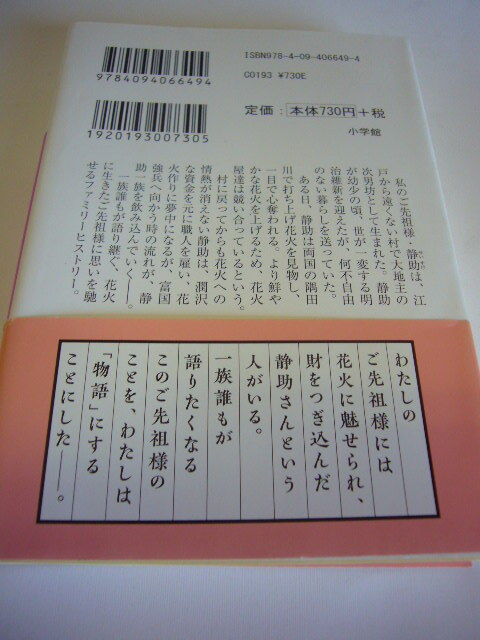 ISBN978-4-09-406649-4
C0193 ¥730E
9784094066494
1920193007305
定価：本体730円＋税
小学館
私のご先祖様・静助は、江
戸から遠くない村で大地主の
次男坊として生まれた。静助
が幼少の頃、世が一変する明
治維新を迎えたが、何不自由
のない暮らしを送っていた。
ある日、静助は両国の隅田
川で打ち上げ花火を見物し、
一目で心奪われる。より鮮や
かな花火を上げるため、花火
屋達は競い合っているという。
村に戻ってからも花火への
情熱が消えない静助は、潤沢
な資金を元に職人を雇い、花
火作りに夢中になるが、富国
強兵へ向かう時の流れが、静
助一族を飲み込んでいく――。
一族誰もが語り継ぐ、花火
に生きたご先祖様に思いを馳
せるファミリーヒストリー。
わたしの
ご先祖様には
花火に魅せられ、
財をつぎ込んだ
静助さんという
人がいる。
一族誰もが
語りたくなる
このご先祖様の
ことを、わたしは
「物語」にする
ことにした――。